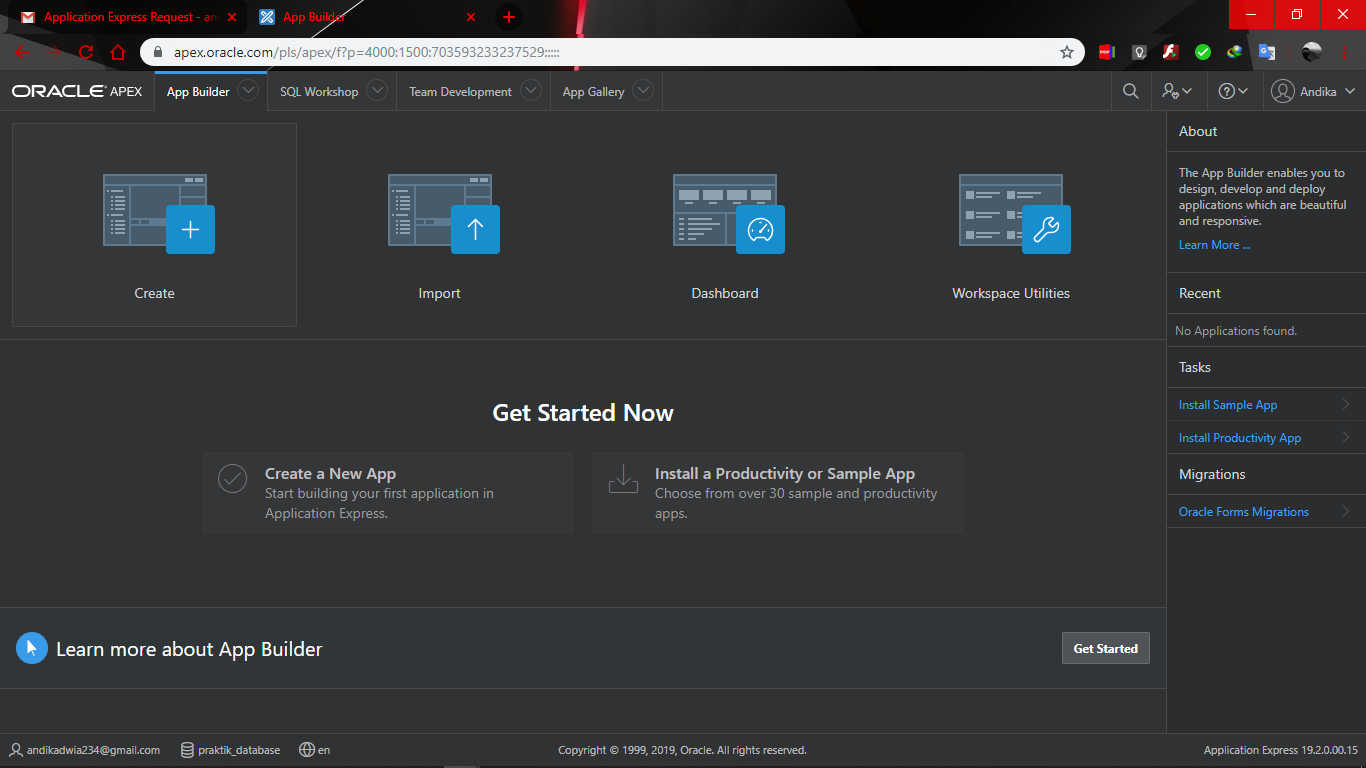 Application Express Request - an
App Builder
apex.oracle.com/pls/apex/f?p=4000:1500:703593233237529:::::
PDF
ORACLE APEX
App Builder
SQL Workshop
Team Development
App Gallery
Andika
Create
Import
Dashboard
Workspace Utilities
About
The App Builder enables you to
design, develop and deploy
applications which are beautiful
and responsive.
Learn More ...
Recent
No Applications found.
Tasks
Install Sample App
Install Productivity App
Migrations
Oracle Forms Migrations
Get Started Now
Create a New App
Start building your first application in
Application Express.
Install a Productivity or Sample App
Choose from over 30 sample and productivity
apps.
Learn more about App Builder
Get Started
andikadwia234@gmail.com
praktik_database
en
Copyright © 1999, 2019, Oracle. All rights reserved.
Application Express 19.2.0.00.15